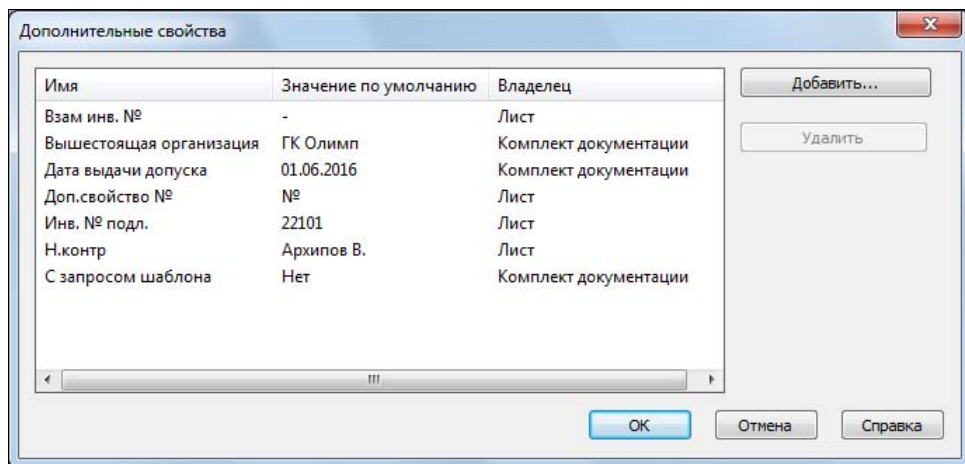 Дополнительные свойства
Имя Значение по умолчанию Владелец
Взам инв. № - Лист
Вышестоящая организация ГК Олимп Комплект документации
Дата выдачи допуска 01.06.2016 Комплект документации
Доп.свойство № № Лист
Инв. № подл. 22101 Лист
Н.контр Архипов В. Лист
С запросом шаблона Нет Комплект документации
Добавить...
Удалить
ОК Отмена Справка